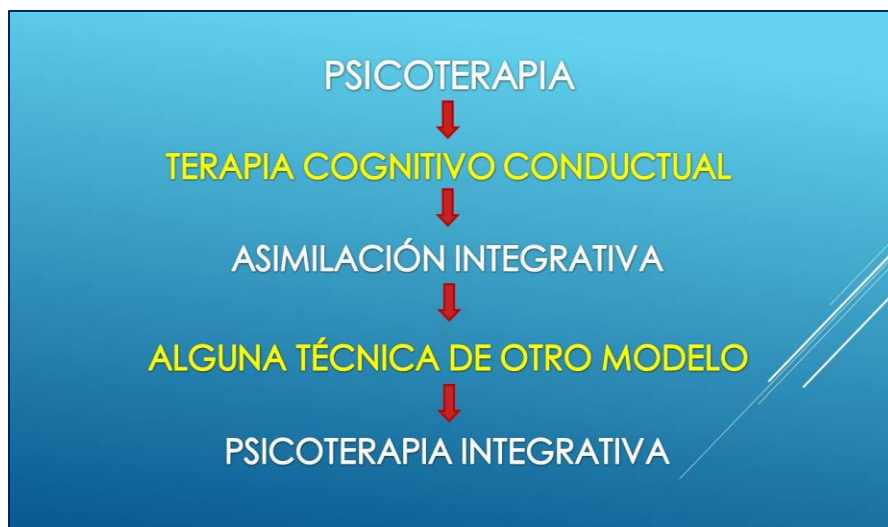 PSICOTERAPIA
TERAPIA COGNITIVO CONDUCTUAL
ASIMILACIÓN INTEGRATIVA
ALGUNA TÉCNICA DE OTRO MODELO
PSICOTERAPIA INTEGRATIVA